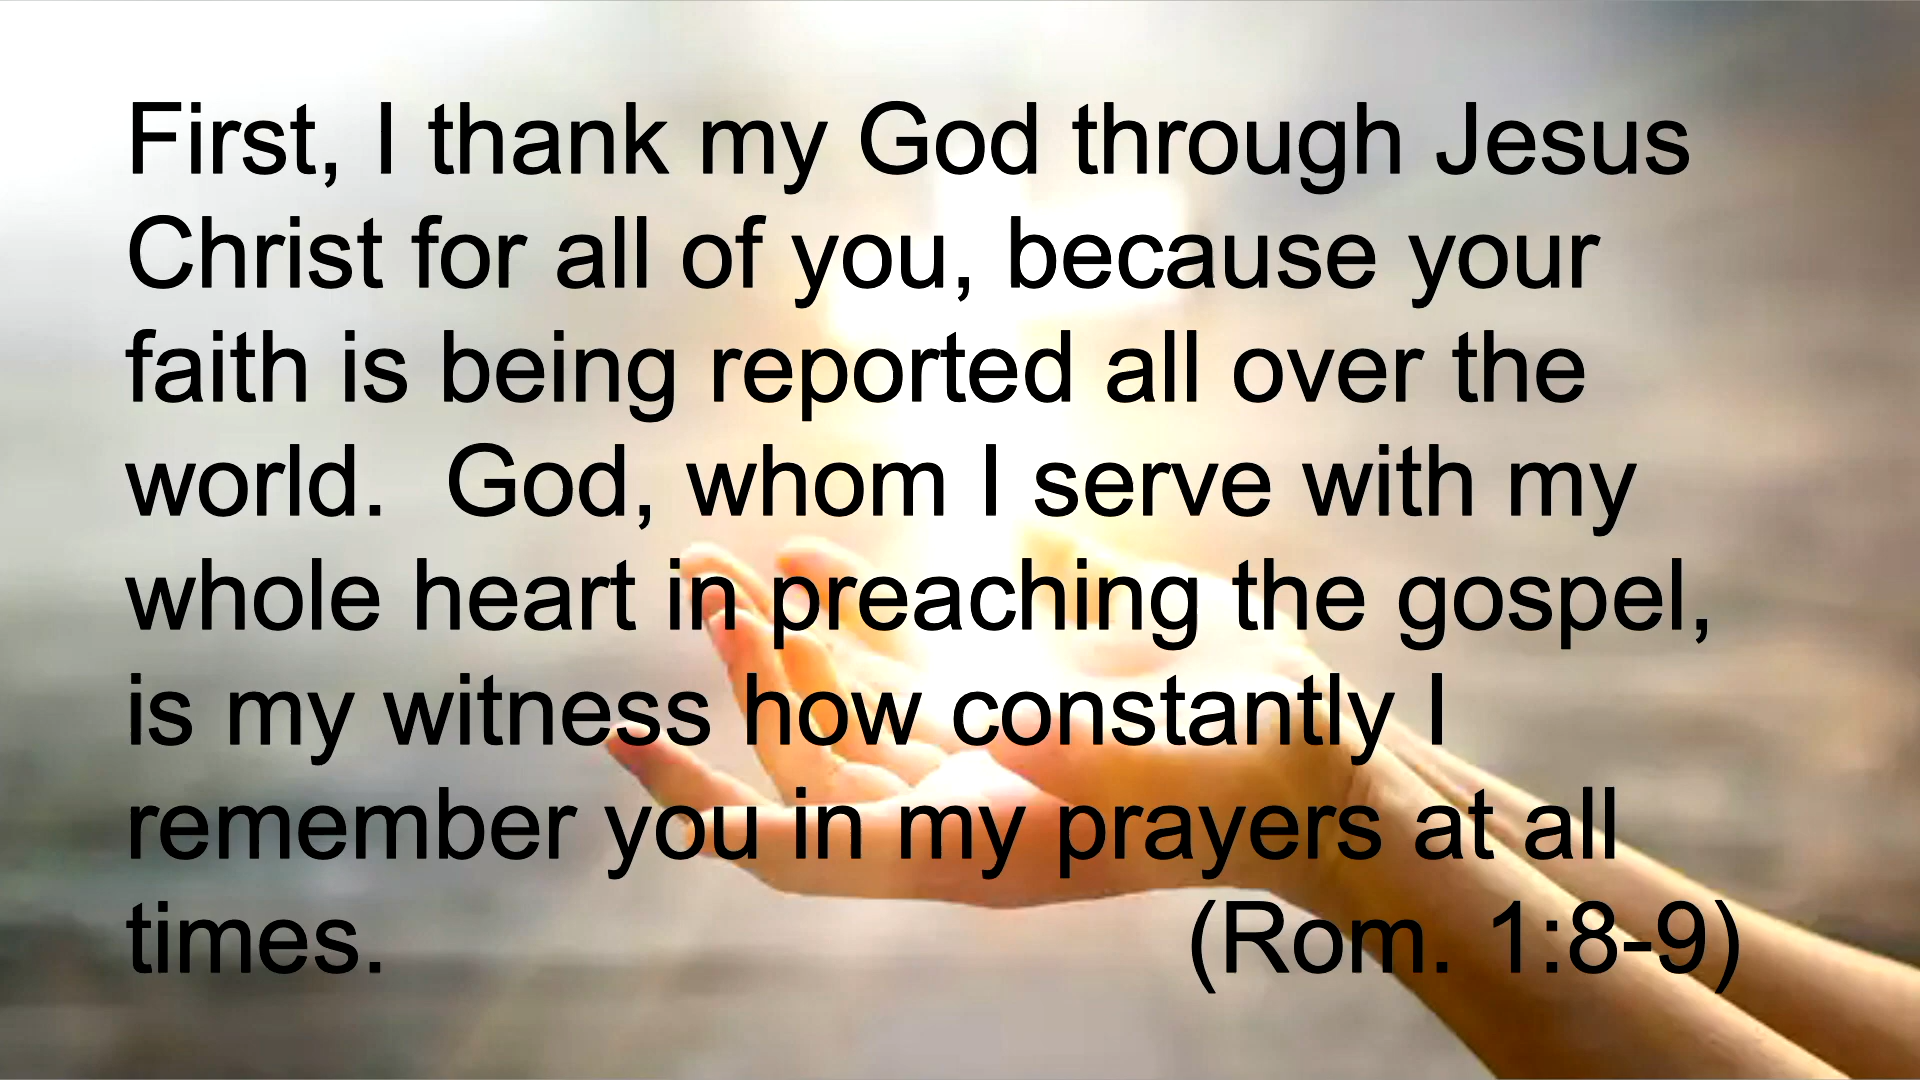 First, I thank my God through Jesus
Christ for all of you, because your
faith is being reported all over the
world.  God, whom I serve with my
whole heart in preaching the gospel,
is my witness how constantly I
remember you in my prayers at all
times. (Rom. 1:8-9)